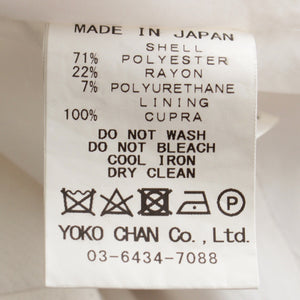 MADE IN JAPAN
SHELL
71% POLYESTER
22% RAYON
7% POLYURETHANE
LINING
100% CUPRA
DO NOT WASH
DO NOT BLEACH
COOL IRON
DRY CLEAN
P
YOKO CHAN Co., Ltd.
03-6434-7088